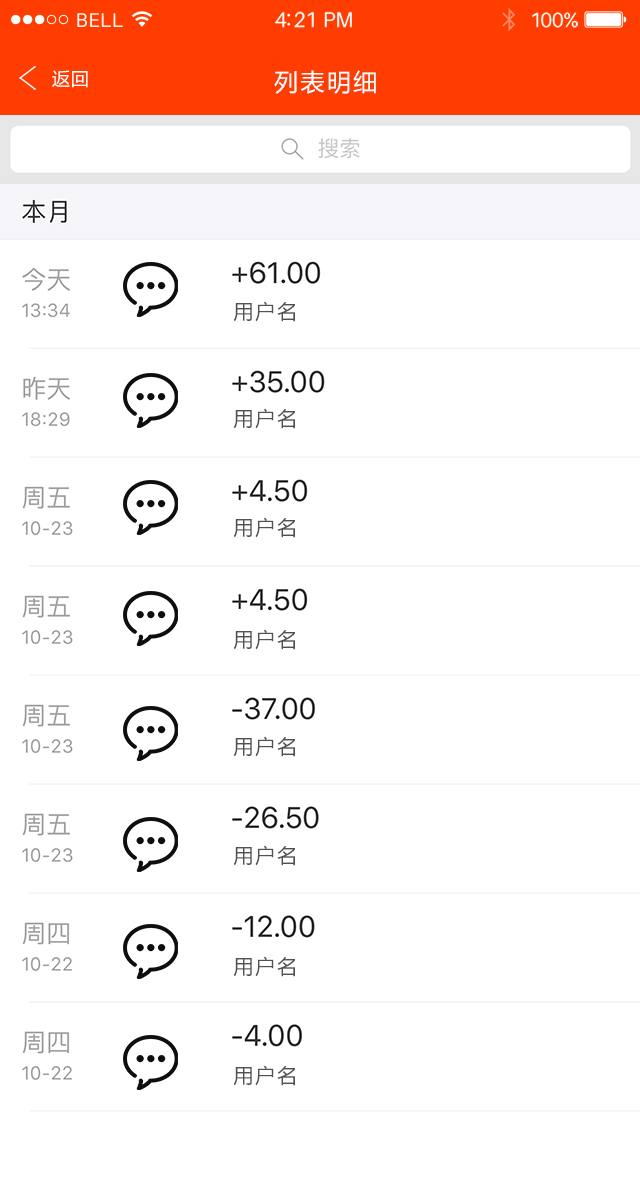 BELL 4:21 PM 100%
返回 列表明细
搜索
本月
今天 +61.00
13:34 用户名
昨天 +35.00
18:29 用户名
周五 +4.50
10-23 用户名
周五 +4.50
10-23 用户名
周五 -37.00
10-23 用户名
周五 -26.50
10-23 用户名
周四 -12.00
10-22 用户名
周四 -4.00
10-22 用户名